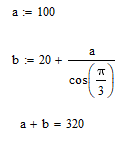 a := 100
b := 20 + a / cos(π/3)
a + b = 320